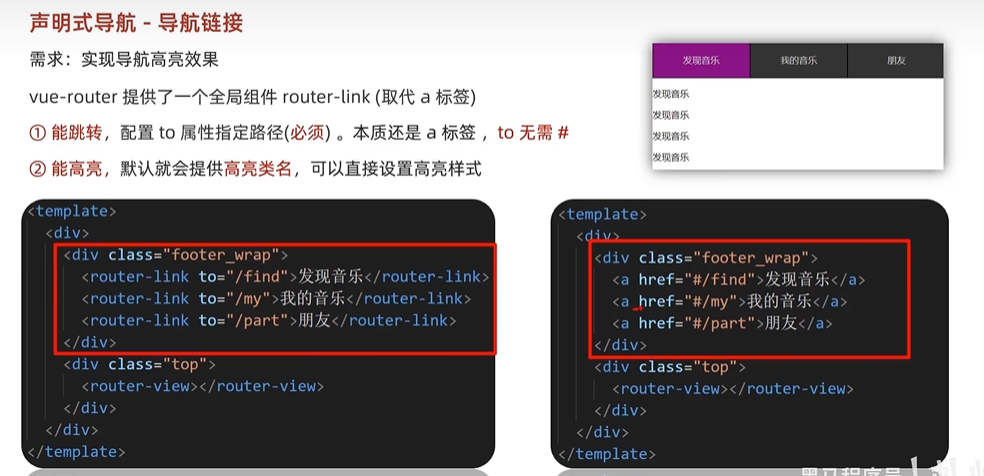 声明式导航 - 导航链接
需求：实现导航高亮效果
vue-router 提供了一个全局组件 router-link (取代 a 标签)
① 能跳转，配置 to 属性指定路径(必须) 。本质还是 a 标签 ，to 无需 #
② 能高亮，默认就会提供高亮类名，可以直接设置高亮样式
发现音乐 我的音乐 朋友
发现音乐
发现音乐
发现音乐
发现音乐
<template>
<div>
<div class="footer_wrap">
<router-link to="/find">发现音乐</router-link>
<router-link to="/my">我的音乐</router-link>
<router-link to="/part">朋友</router-link>
</div>
<div class="top">
<router-view></router-view>
</div>
</div>
</template>
<template>
<div>
<div class="footer_wrap">
<a href="#/find">发现音乐</a>
<a href="#/my">我的音乐</a>
<a href="#/part">朋友</a>
</div>
<div class="top">
<router-view></router-view>
</div>
</div>
</template>